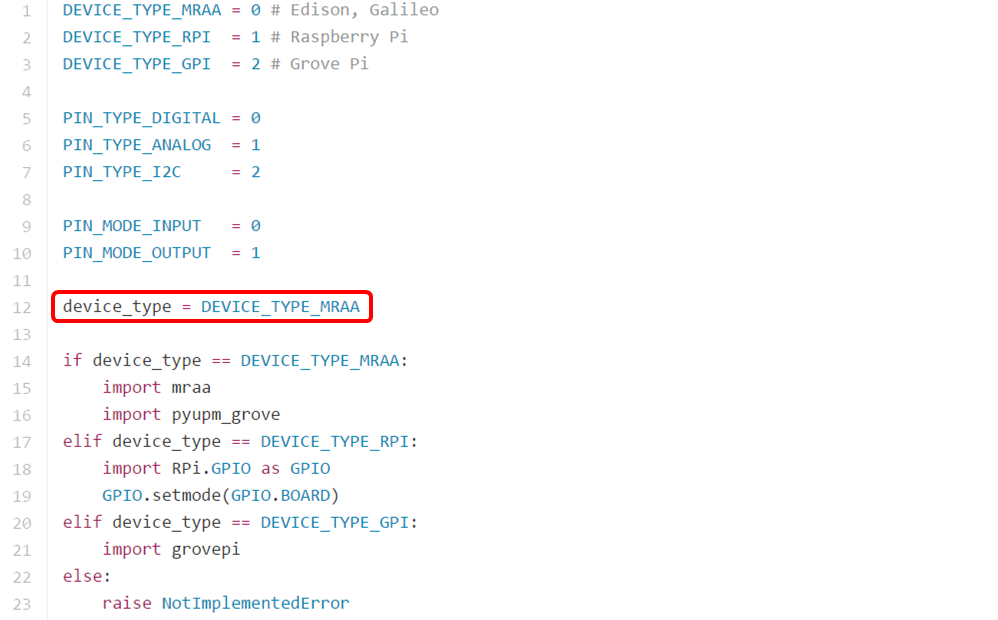 1 DEVICE_TYPE_MRAA = 0 # Edison, Galileo
2 DEVICE_TYPE_RPI  = 1 # Raspberry Pi
3 DEVICE_TYPE_GPI  = 2 # Grove Pi
4
5 PIN_TYPE_DIGITAL = 0
6 PIN_TYPE_ANALOG  = 1
7 PIN_TYPE_I2C     = 2
8
9 PIN_MODE_INPUT   = 0
10 PIN_MODE_OUTPUT  = 1
11
12 device_type = DEVICE_TYPE_MRAA
13
14 if device_type == DEVICE_TYPE_MRAA:
15     import mraa
16     import pyupm_grove
17 elif device_type == DEVICE_TYPE_RPI:
18     import RPi.GPIO as GPIO
19     GPIO.setmode(GPIO.BOARD)
20 elif device_type == DEVICE_TYPE_GPI:
21     import grovepi
22 else:
23     raise NotImplementedError